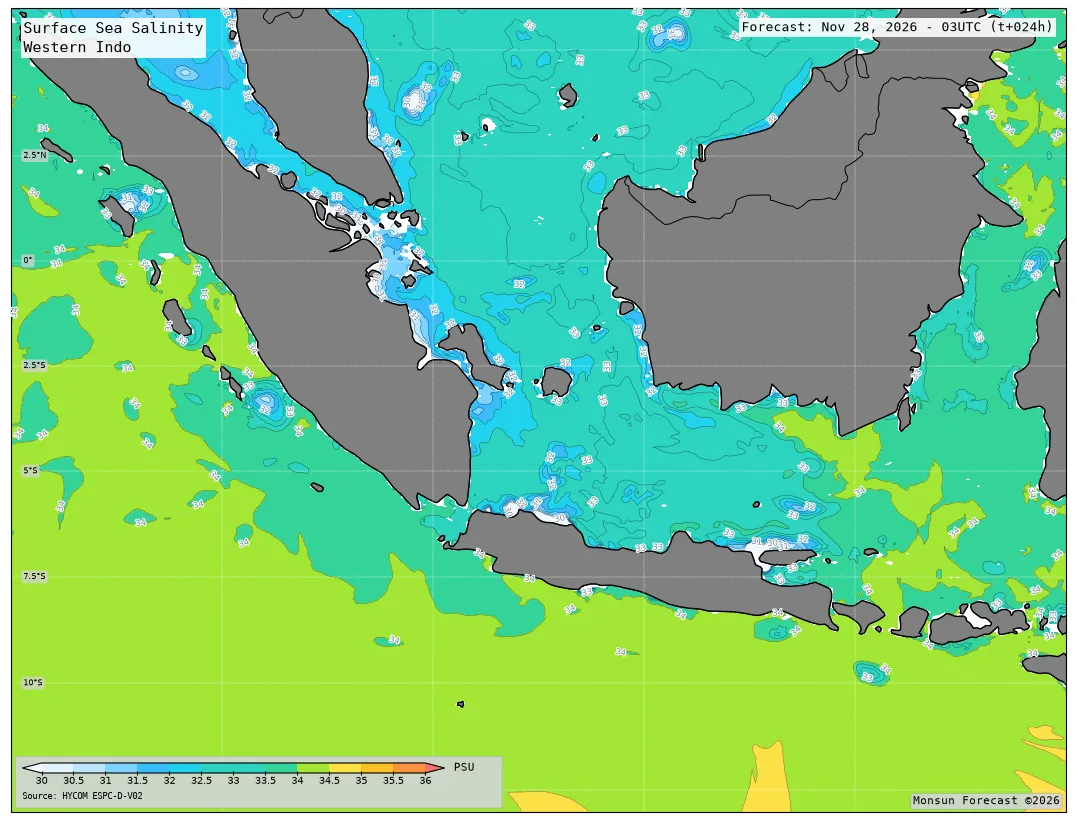 Surface Sea Salinity
Western Indo
Forecast: Nov 28, 2026 - 03UTC (t+024h)
2.5°N
0°
2.5°S
5°S
7.5°S
10°S
PSU
30 30.5 31 31.5 32 32.5 33 33.5 34 34.5 35 35.5 36
Source: HYCOM ESPC-D-V02
Monsun Forecast ©2026